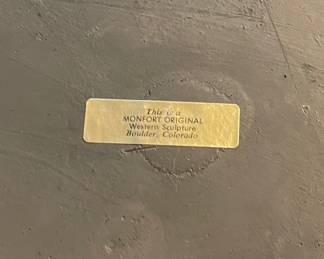 This is a
MONFORT ORIGINAL
Western Sculpture
Boulder, Colorado